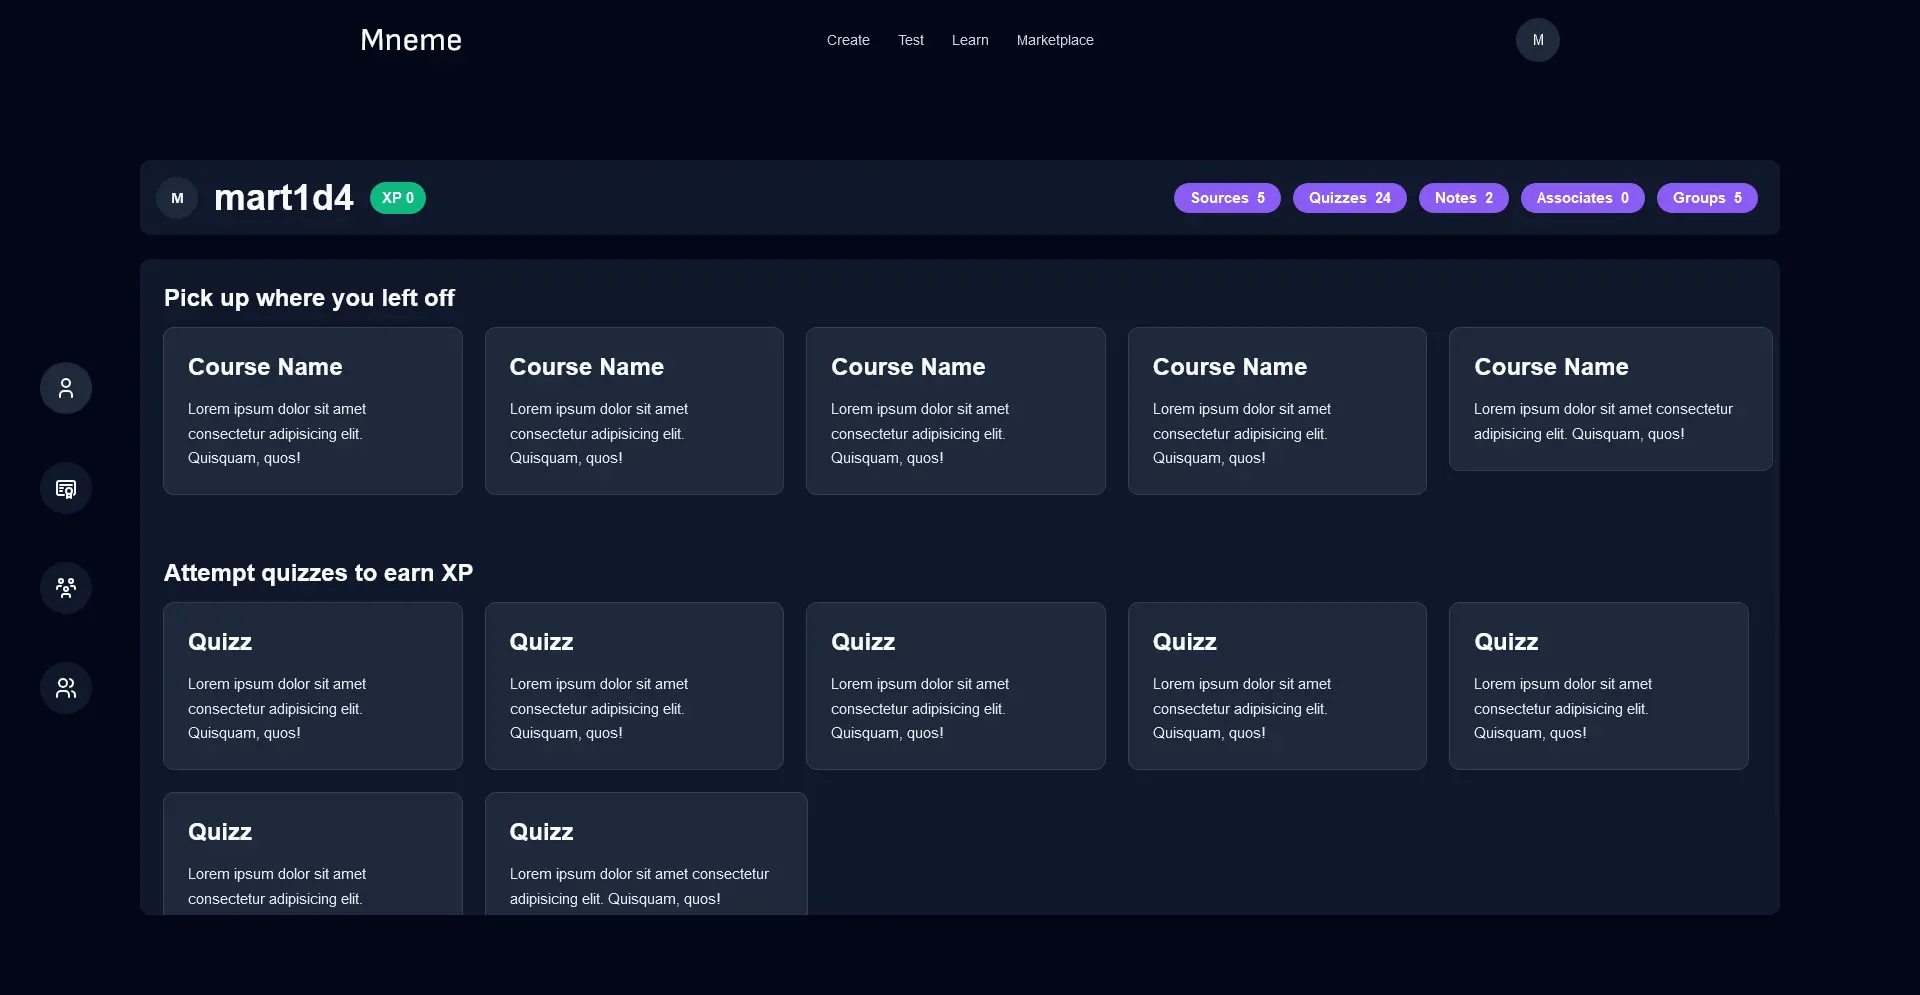 Mneme
Create
Test
Learn
Marketplace
M
M
mart1d4
XP 0
Sources 5
Quizzes 24
Notes 2
Associates 0
Groups 5
Pick up where you left off
Course Name
Lorem ipsum dolor sit amet
consectetur adipisicing elit.
Quisquam, quos!
Course Name
Lorem ipsum dolor sit amet
consectetur adipisicing elit.
Quisquam, quos!
Course Name
Lorem ipsum dolor sit amet
consectetur adipisicing elit.
Quisquam, quos!
Course Name
Lorem ipsum dolor sit amet
consectetur adipisicing elit.
Quisquam, quos!
Course Name
Lorem ipsum dolor sit amet consectetur
adipisicing elit. Quisquam, quos!
Attempt quizzes to earn XP
Quizz
Lorem ipsum dolor sit amet
consectetur adipisicing elit.
Quisquam, quos!
Quizz
Lorem ipsum dolor sit amet
consectetur adipisicing elit.
Quisquam, quos!
Quizz
Lorem ipsum dolor sit amet
consectetur adipisicing elit.
Quisquam, quos!
Quizz
Lorem ipsum dolor sit amet
consectetur adipisicing elit.
Quisquam, quos!
Quizz
Lorem ipsum dolor sit amet
consectetur adipisicing elit.
Quisquam, quos!
Quizz
Lorem ipsum dolor sit amet
consectetur adipisicing elit.
Quizz
Lorem ipsum dolor sit amet consectetur
adipisicing elit. Quisquam, quos!